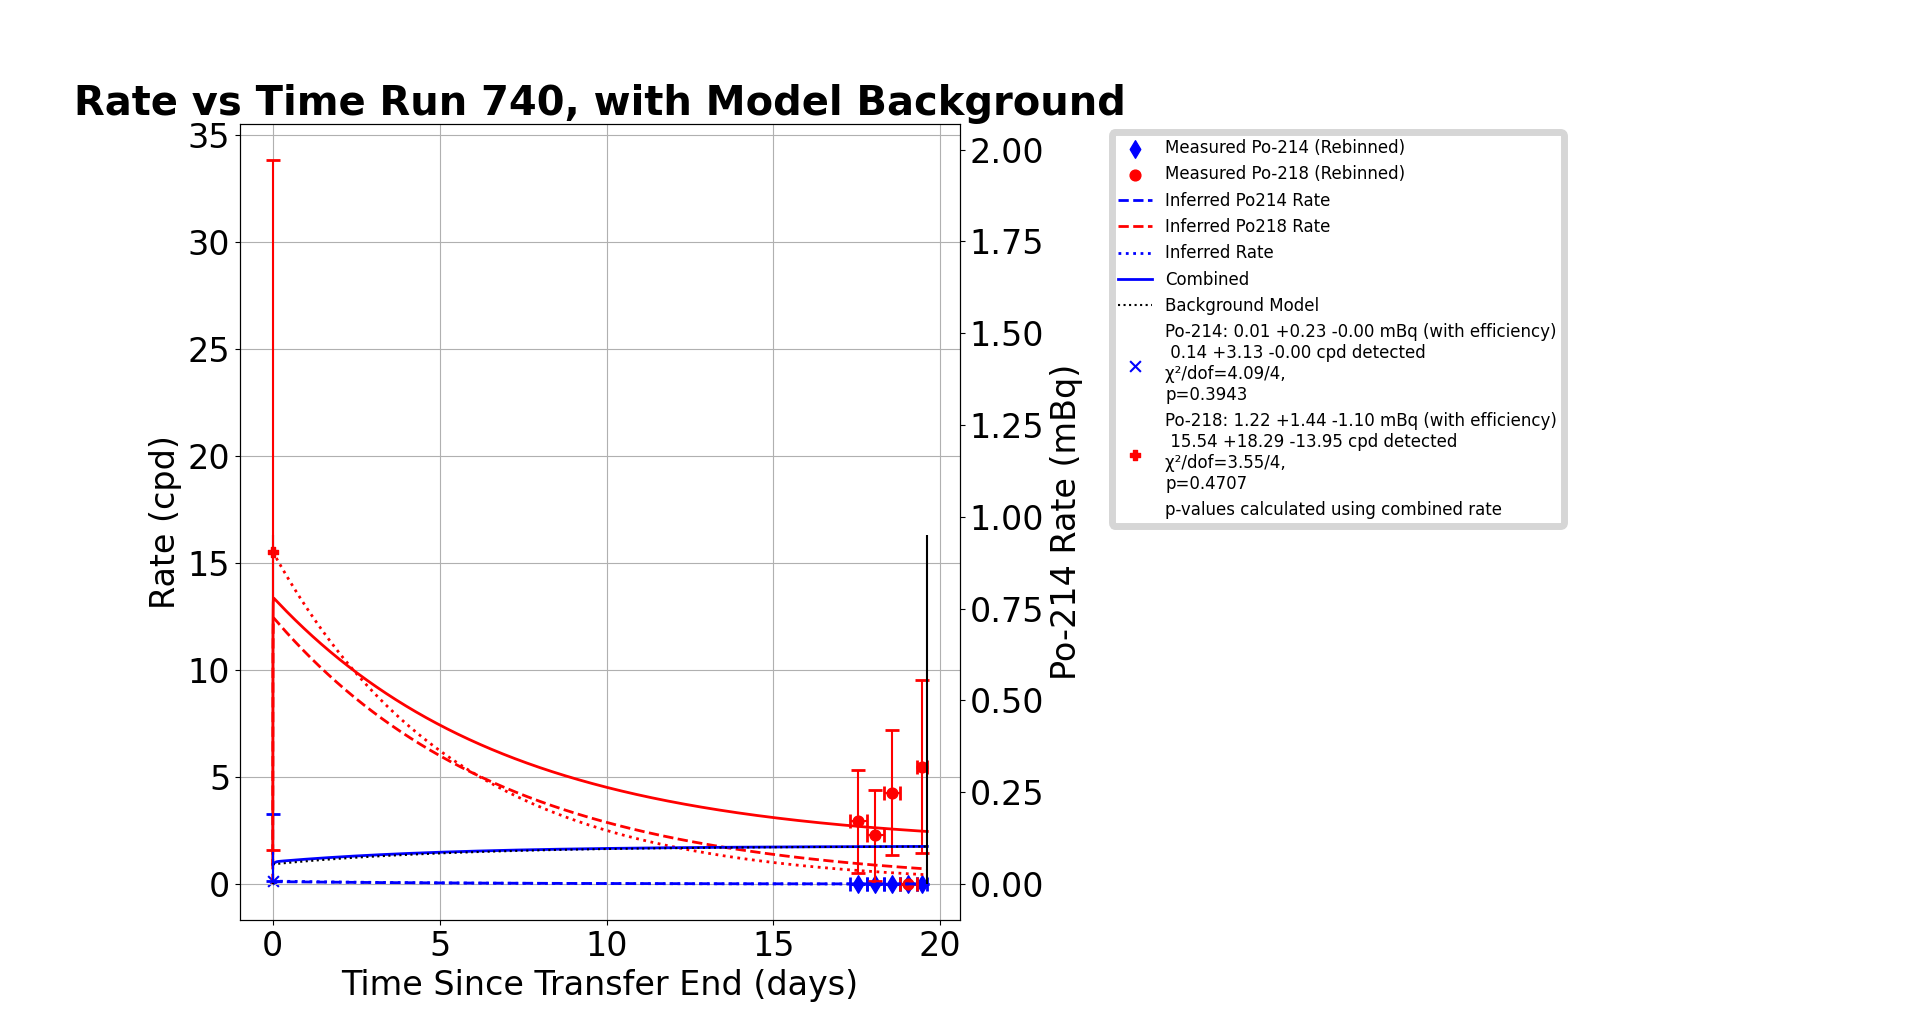 Rate vs Time Run 740, with Model Background
35
30
25
20
15
10
5
0
Rate (cpd)
0
5
10
15
20
Time Since Transfer End (days)
2.00
1.75
1.50
1.25
1.00
0.75
0.50
0.25
0.00
Po-214 Rate (mBq)
Measured Po-214 (Rebinned)
Measured Po-218 (Rebinned)
Inferred Po214 Rate
Inferred Po218 Rate
Inferred Rate
Combined
Background Model
Po-214: 0.01 +0.23 -0.00 mBq (with efficiency)
0.14 +3.13 -0.00 cpd detected
χ²/dof=4.09/4,
p=0.3943
Po-218: 1.22 +1.44 -1.10 mBq (with efficiency)
15.54 +18.29 -13.95 cpd detected
χ²/dof=3.55/4,
p=0.4707
p-values calculated using combined rate